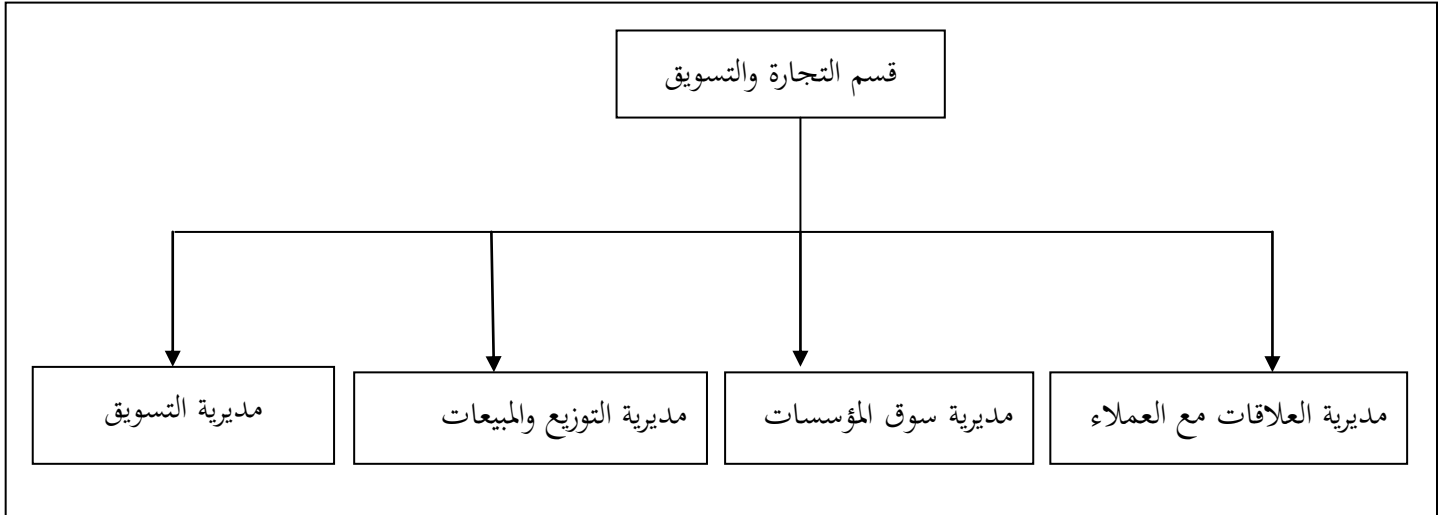 قسم التجارة والتسويق
مديرية العلاقات مع العملاء
مديرية سوق المؤسسات
مديرية التوزيع والمبيعات
مديرية التسويق